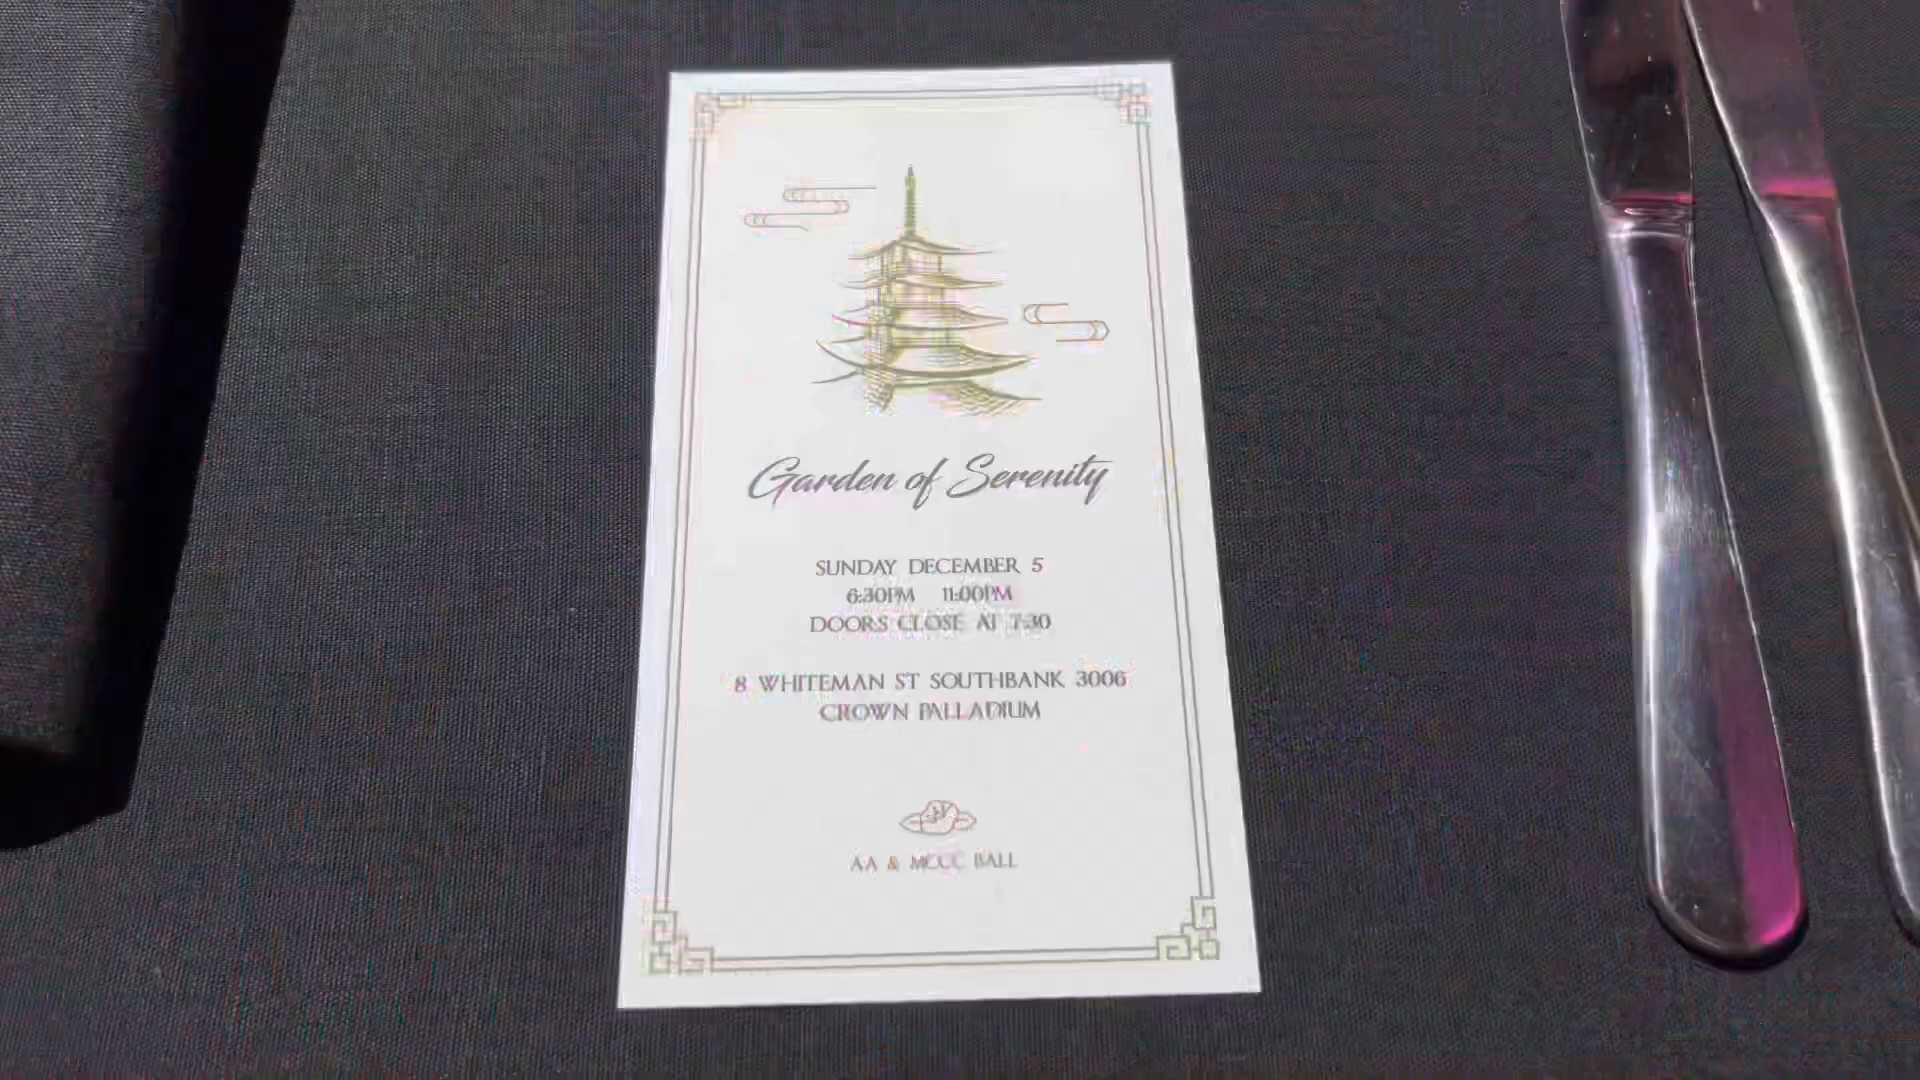 Garden of Serenity
SUNDAY DECEMBER 5
6:30PM 11:00PM
DOORS CLOSE AT 7:30
8 WHITEMAN ST SOUTHBANK 3006
CROWN PALLADIUM
AA & MCCC BALL